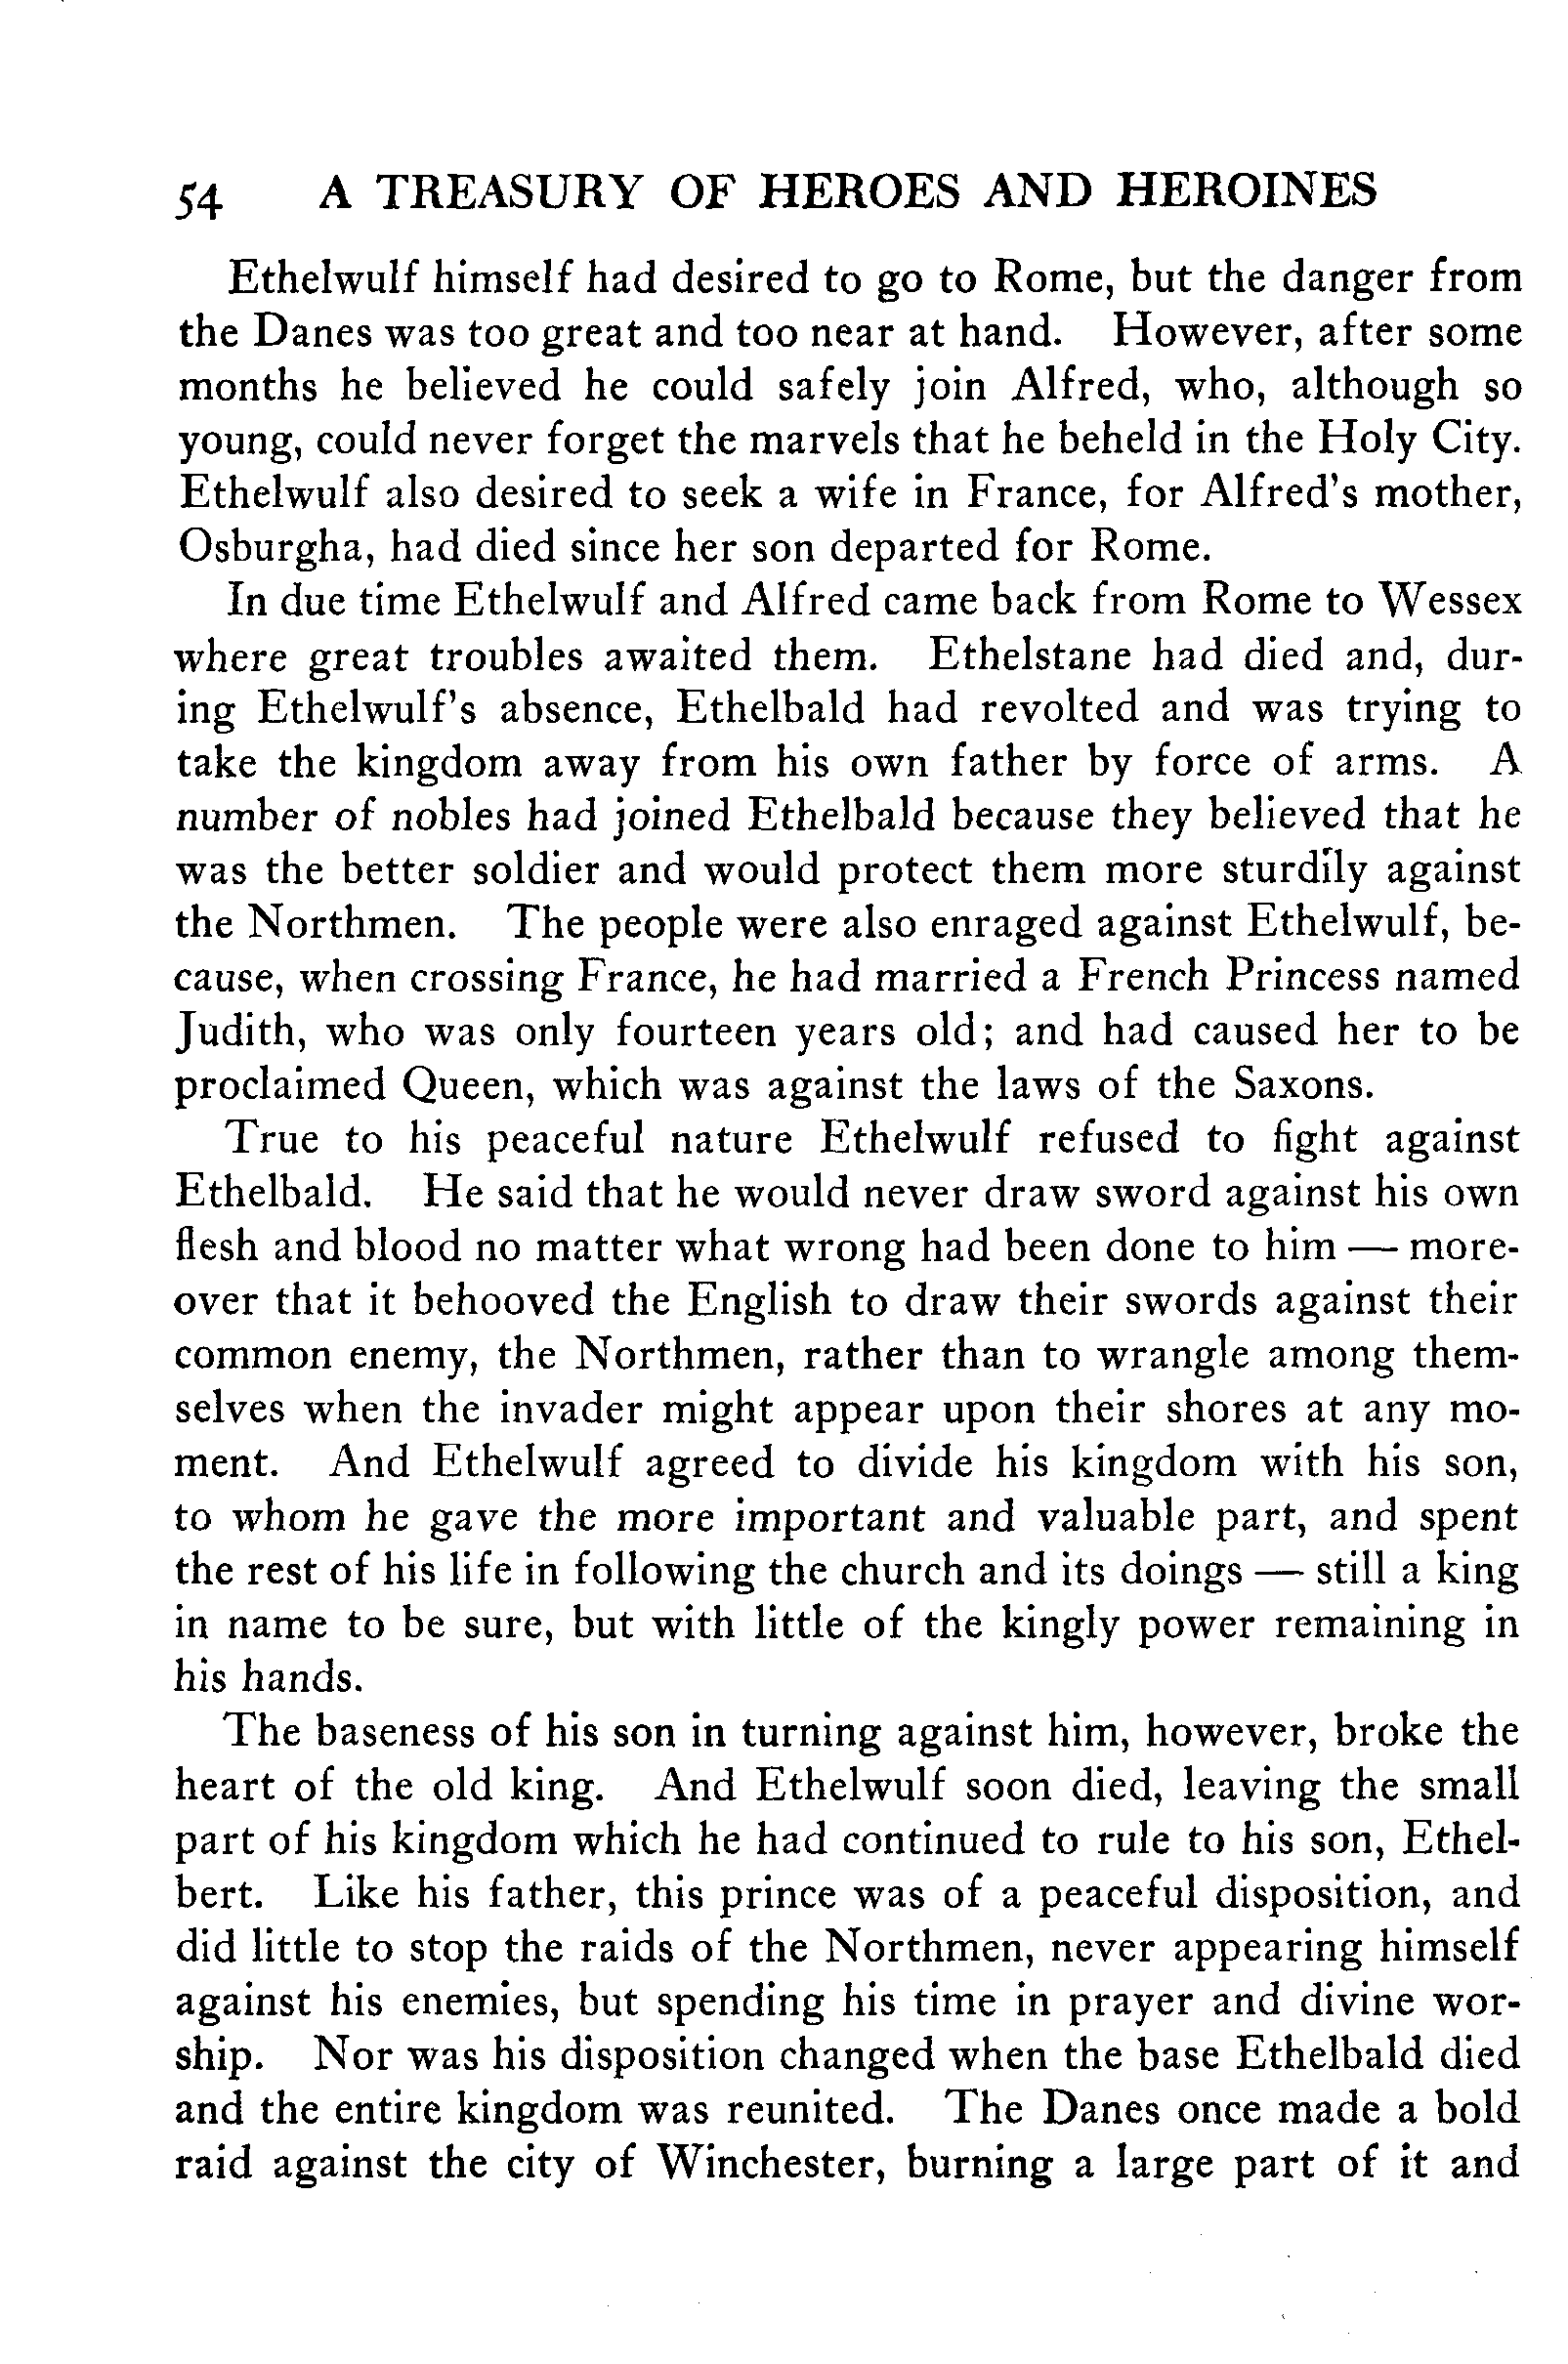 54 A TREASURY OF HEROES AND HEROINES
Ethelwulf himself had desired to go to Rome, but the danger from
the Danes was too great and too near at hand. However, after some
months he believed he could safely join Alfred, who, although so
young, could never forget the marvels that he beheld in the Holy City.
Ethelwulf also desired to seek a wife in France, for Alfred's mother,
Osburgha, had died since her son departed for Rome.
In due time Ethelwulf and Alfred came back from Rome to Wessex
where great troubles awaited them. Ethelstane had died and, dur-
ing Ethelwulf's absence, Ethelbald had revolted and was trying to
take the kingdom away from his own father by force of arms. A
number of nobles had joined Ethelbald because they believed that he
was the better soldier and would protect them more sturdily against
the Northmen. The people were also enraged against Ethelwulf, be-
cause, when crossing France, he had married a French Princess named
Judith, who was only fourteen years old; and had caused her to be
proclaimed Queen, which was against the laws of the Saxons.
True to his peaceful nature Ethelwulf refused to fight against
Ethelbald. He said that he would never draw sword against his own
flesh and blood no matter what wrong had been done to him — more-
over that it behooved the English to draw their swords against their
common enemy, the Northmen, rather than to wrangle among them-
selves when the invader might appear upon their shores at any mo-
ment. And Ethelwulf agreed to divide his kingdom with his son,
to whom he gave the more important and valuable part, and spent
the rest of his life in following the church and its doings — still a king
in name to be sure, but with little of the kingly power remaining in
his hands.
The baseness of his son in turning against him, however, broke the
heart of the old king. And Ethelwulf soon died, leaving the small
part of his kingdom which he had continued to rule to his son, Ethel-
bert. Like his father, this prince was of a peaceful disposition, and
did little to stop the raids of the Northmen, never appearing himself
against his enemies, but spending his time in prayer and divine wor-
ship. Nor was his disposition changed when the base Ethelbald died
and the entire kingdom was reunited. The Danes once made a bold
raid against the city of Winchester, burning a large part of it and